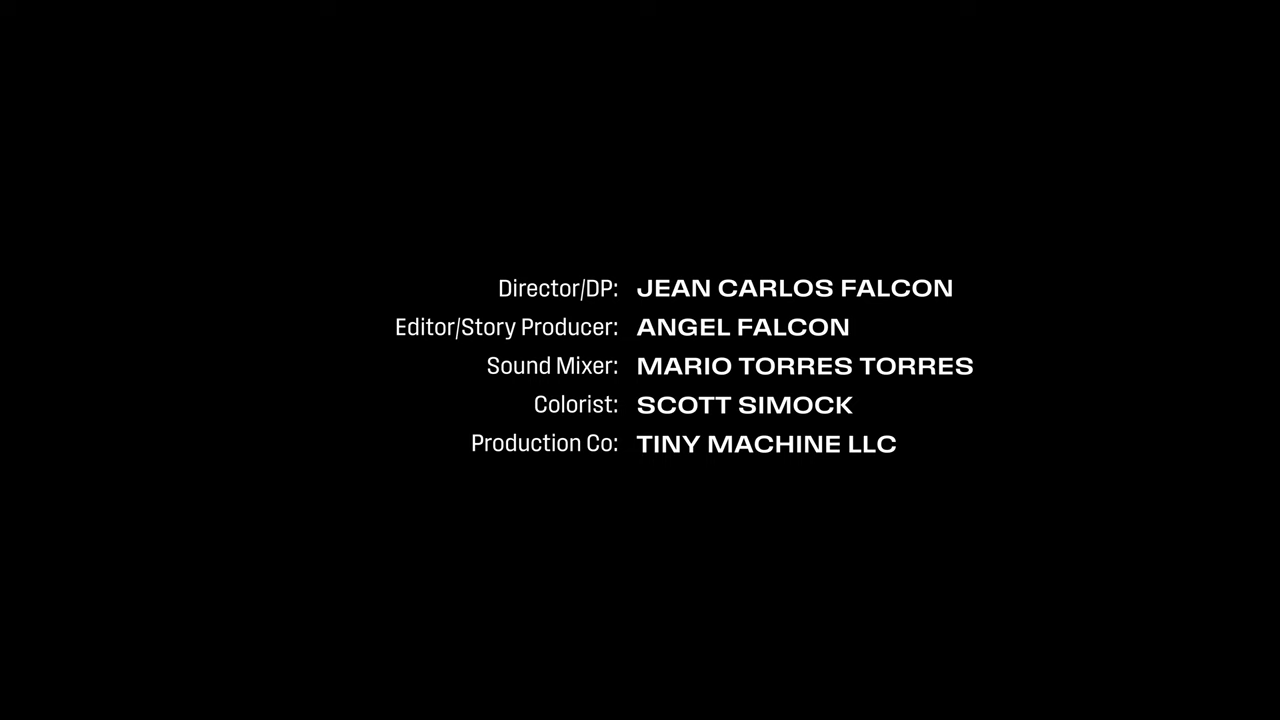 Director/DP: JEAN CARLOS FALCON
Editor/Story Producer: ANGEL FALCON
Sound Mixer: MARIO TORRES TORRES
Colorist: SCOTT SIMOCK
Production Co: TINY MACHINE LLC